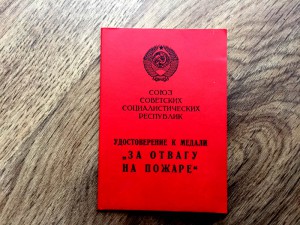 СОЮЗ
СОВЕТСКИХ
СОЦИАЛИСТИЧЕСКИХ
РЕСПУБЛИК
УДОСТОВЕРЕНИЕ К МЕДАЛИ
„ЗА ОТВАГУ
НА ПОЖАРЕ“